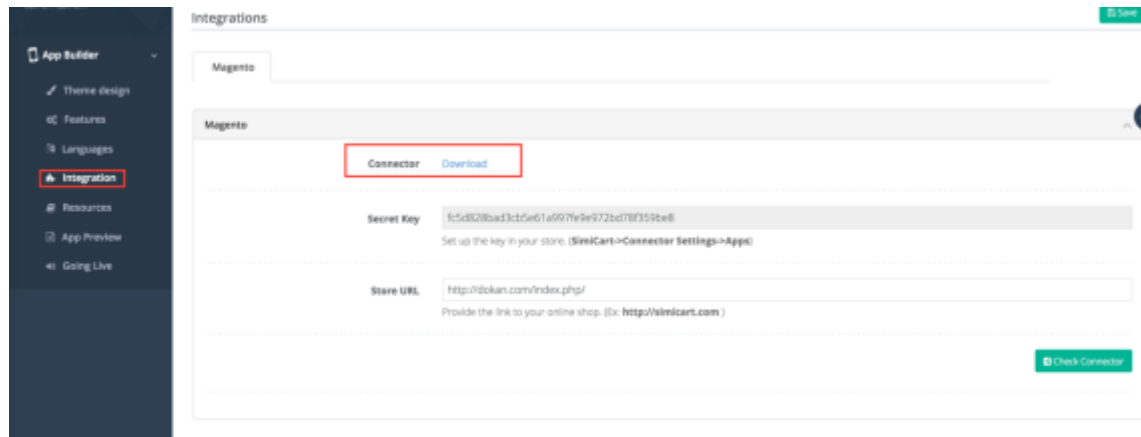 Integrations
Save
App Builder
Magento
Theme design
Features
Magento
Languages
Connector Download
Integration
Resources
Secret Key
App Preview
Set up the key in your store. (SimiCart->Connector Settings->Apps)
Going Live
Store URL http://dokan.com/index.php/
Provide the link to your online shop. (Ex: http://simicart.com )
Check Connector